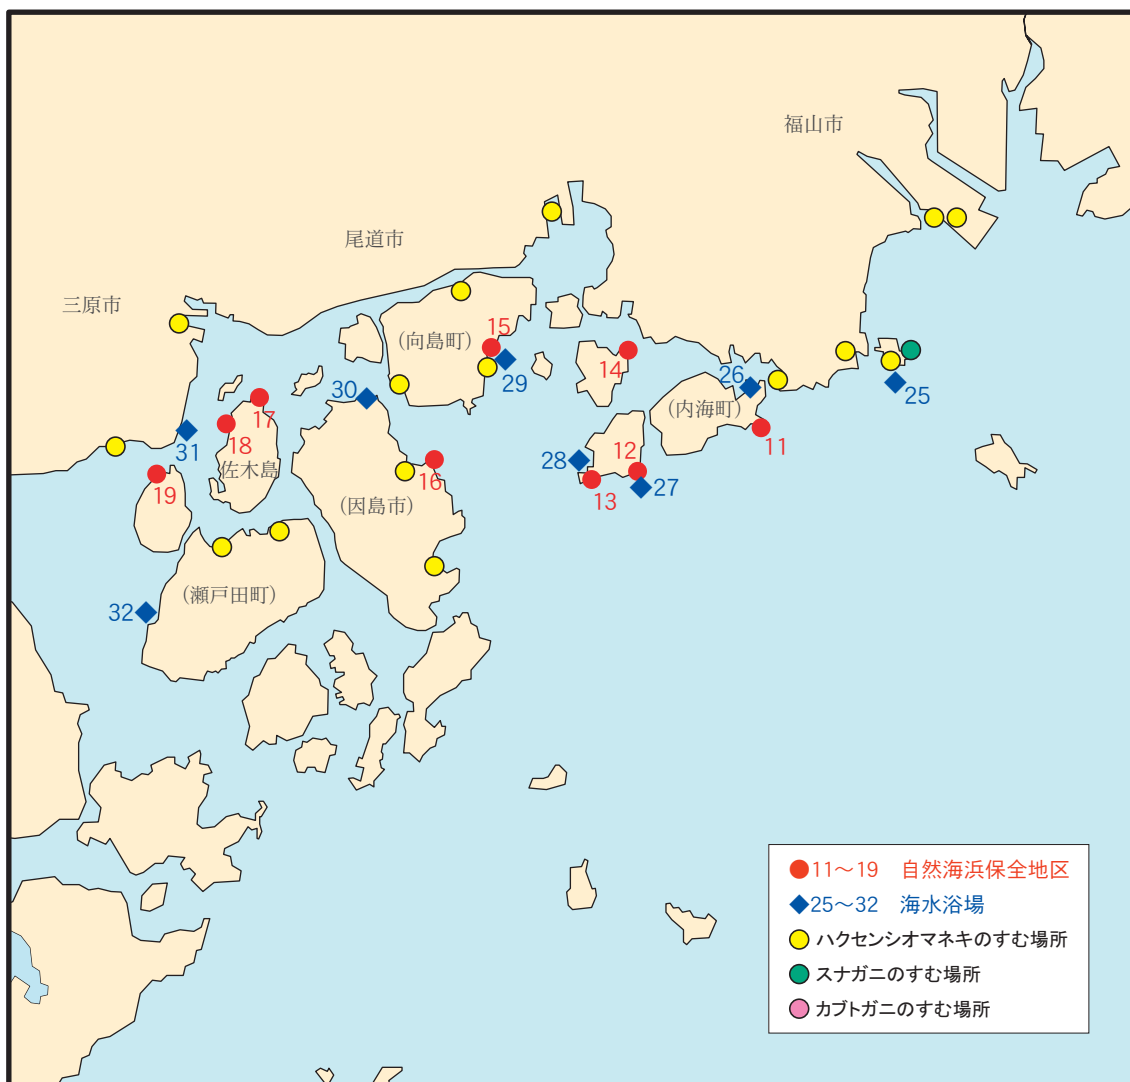 福山市
尾道市
三原市
15
(向島町)
14
29
26
25
30
17
(内海町)
18
11
31
佐木島
28
12
16
19
13
27
(因島市)
(瀬戸田町)
32
11～19 自然海浜保全地区
25～32 海水浴場
ハクセンシオマネキのすむ場所
スナガニのすむ場所
カブトガニのすむ場所